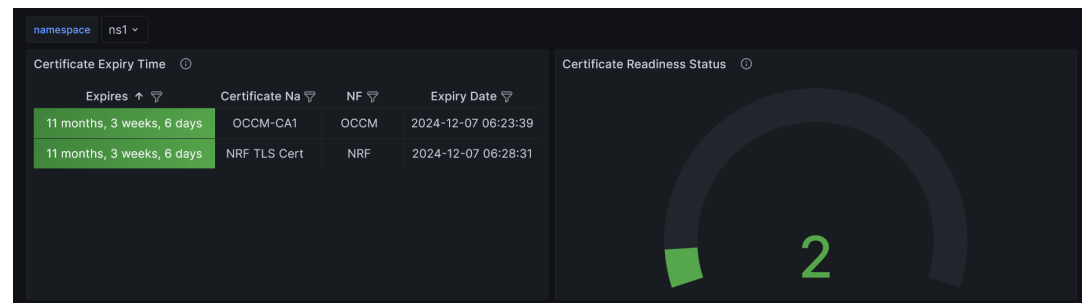 namespace ns1
Certificate Expiry Time
Expires Certificate Na NF Expiry Date
11 months, 3 weeks, 6 days OCCM-CA1 OCCM 2024-12-07 06:23:39
11 months, 3 weeks, 6 days NRF TLS Cert NRF 2024-12-07 06:28:31
Certificate Readiness Status
2